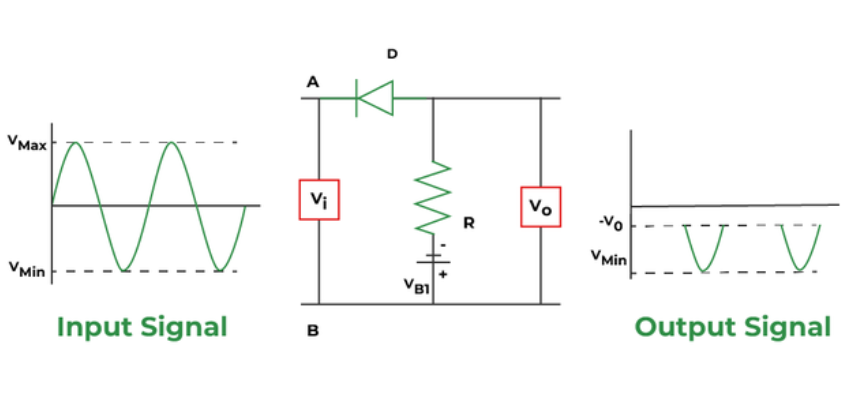 D
A
VMax
Vi
Vo
R
-
+
VB1
VMin
B
Input Signal
-V0
VMin
Output Signal